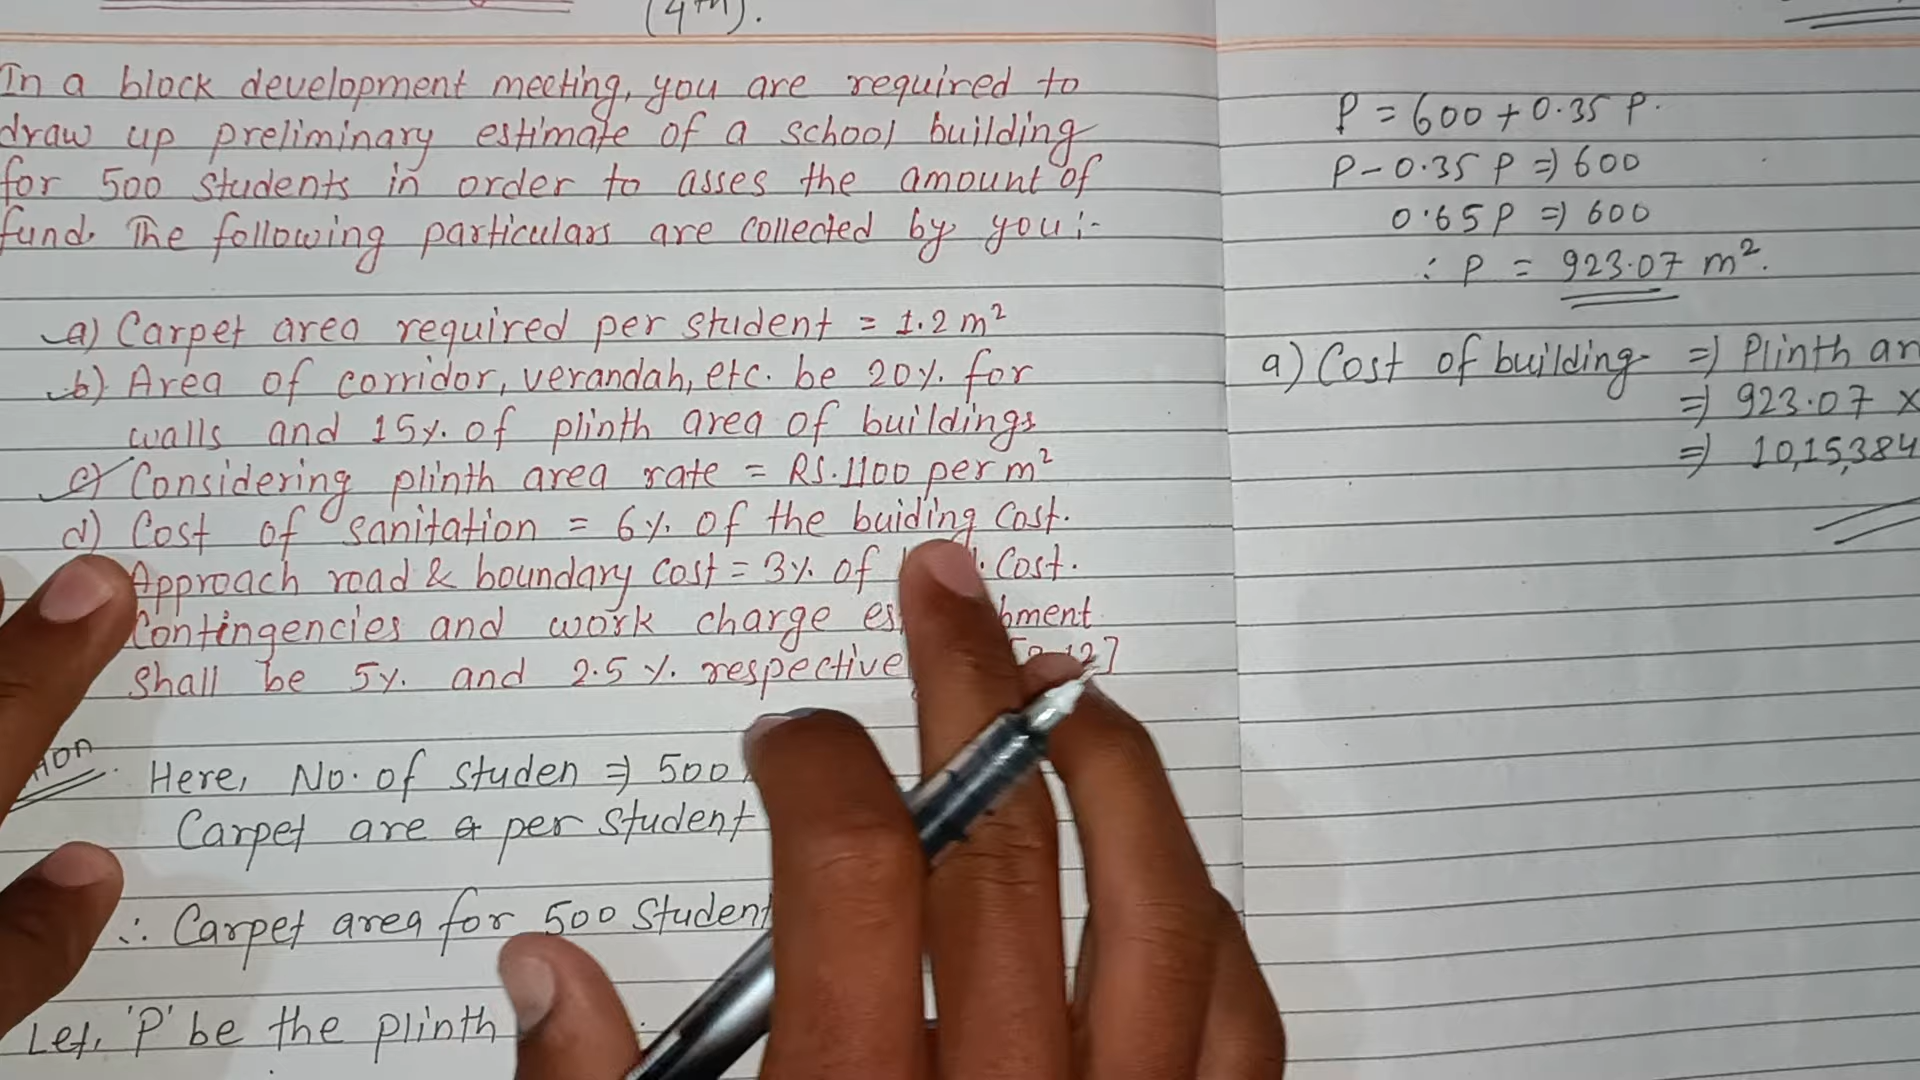 (4th).
In a block development meeting, you are required to
draw up preliminary estimate of a school building
for 500 students in order to asses the amount of
fund. The following particulars are collected by you :-
a) Carpet area required per student = 1.2 m²
b) Area of corridor, verandah, etc. be 20%. for
walls and 15%. of plinth area of buildings
c) Considering plinth area rate = Rs. 1100 per m²
d) Cost of sanitation = 6%. of the buiding cost.
Approach road & boundary cost = 3%. of cost.
Contingencies and work charge
shall be 5%. and 2.5%.
Here, No. of studen ⇒ 500
Carpet are a per student
∴ Carpet area for 500 student
Let, 'P' be the plinth
P = 600 + 0.35 P.
P - 0.35 P ⇒ 600
0.65 P ⇒ 600
∴ P = 923.07 m².
a) Cost of building ⇒ Plinth
⇒ 923.07 x
⇒ 10,15,384